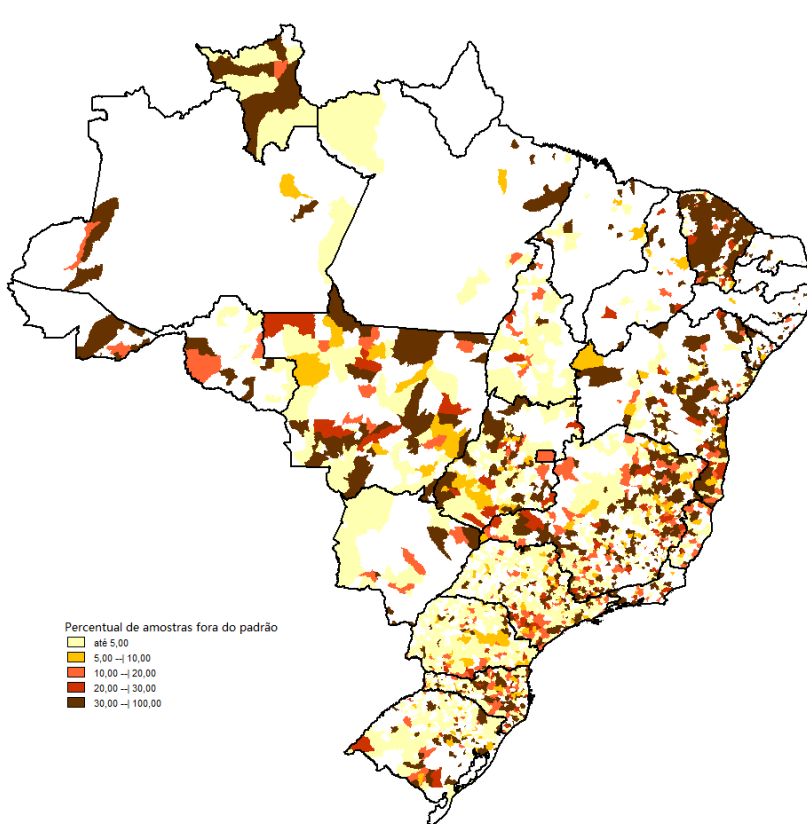 Percentual de amostras fora do padrão
até 5,00
5,00 --| 10,00
10,00 --| 20,00
20,00 --| 30,00
30,00 --| 100,00